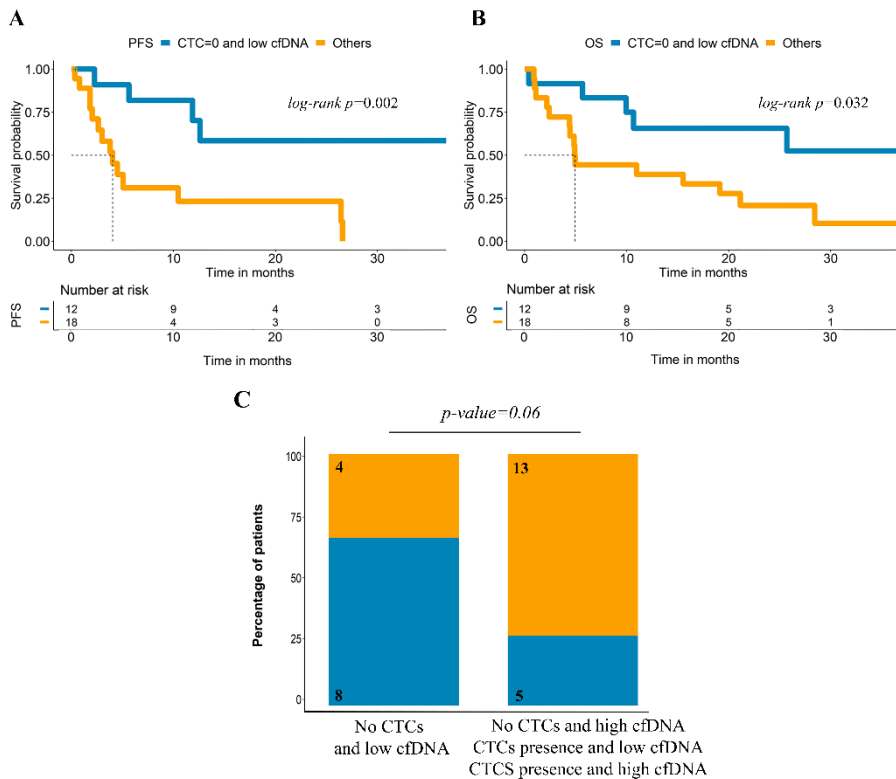 A
PFS CTC=0 and low cfDNA Others
1.00
0.75
0.50
0.25
0.00
Survival probability
log-rank p=0.002
0 10 20 30
Time in months
Number at risk
PFS
12 9 4 3
18 4 3 0
0 10 20 30
Time in months
B
OS CTC=0 and low cfDNA Others
1.00
0.75
0.50
0.25
0.00
Survival probability
log-rank p=0.032
0 10 20 30
Time in months
Number at risk
OS
12 9 5 3
18 8 5 1
0 10 20 30
Time in months
C
p-value=0.06
100
75
50
25
0
Percentage of patients
4 13
8 5
No CTCs
and low cfDNA
No CTCs and high cfDNA
CTCs presence and low cfDNA
CTCS presence and high cfDNA